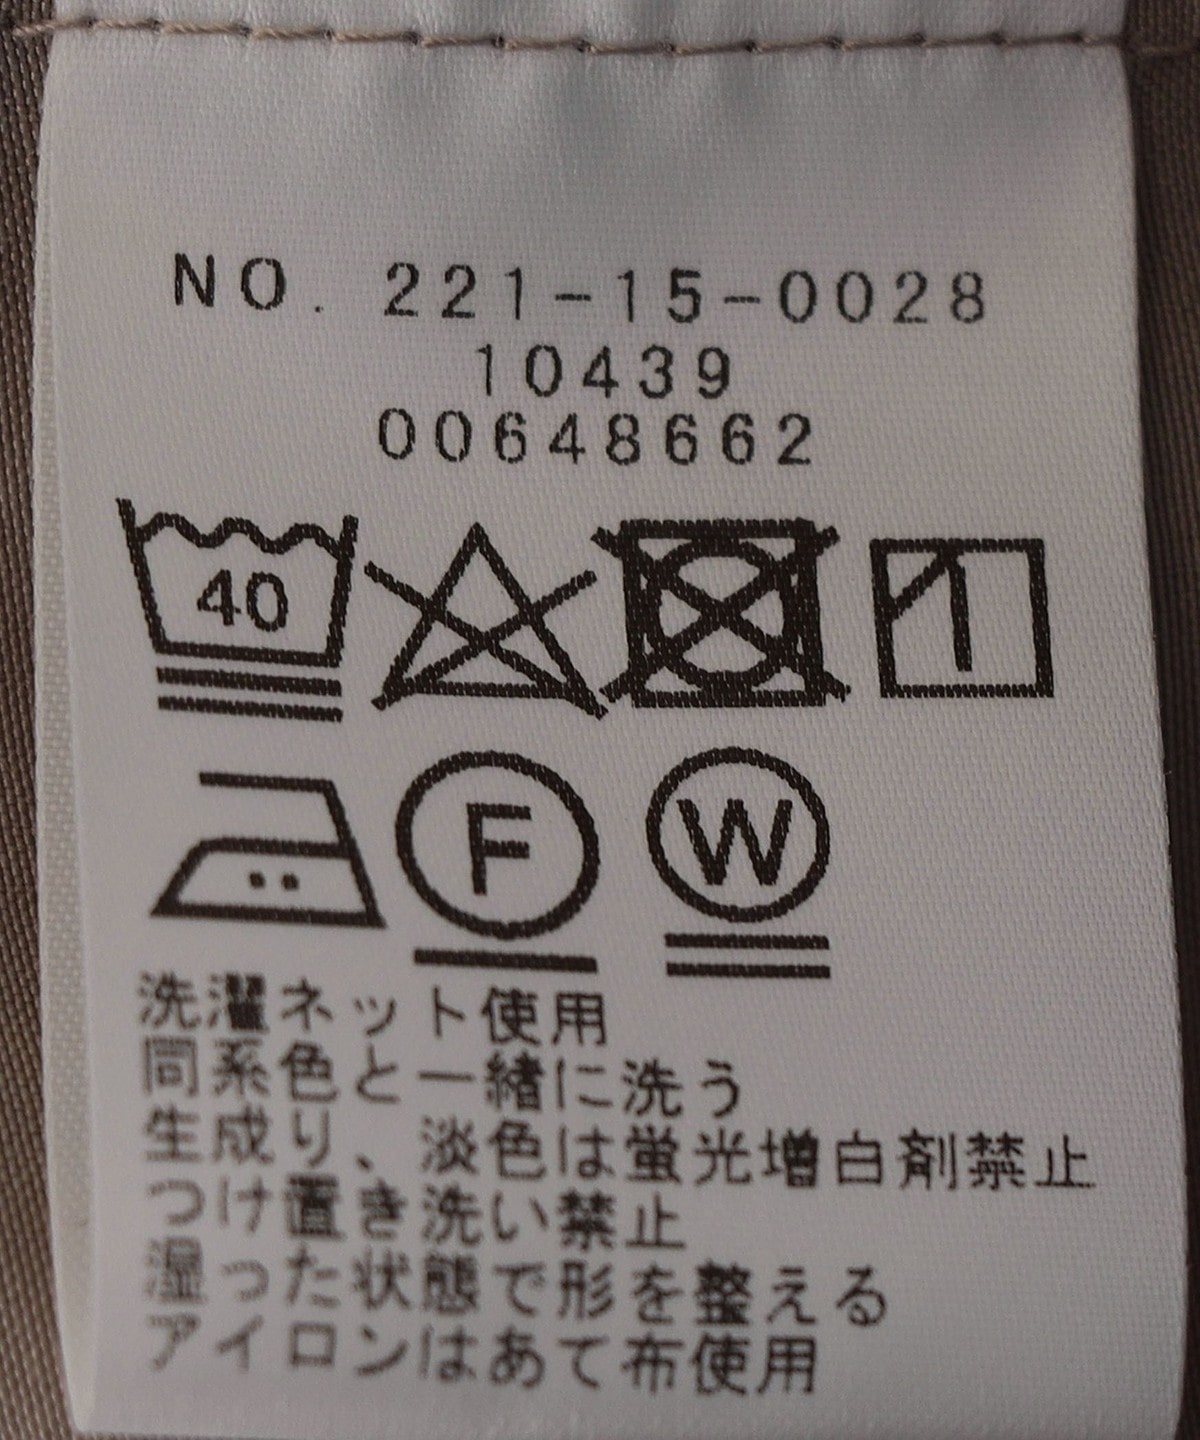 NO. 221-15-0028
10439
00648662
40
F W
洗濯ネット使用
同系色と一緒に洗う
生成り、淡色は蛍光増白剤禁止
つけ置き洗い禁止
湿った状態で形を整える
アイロンはあて布使用